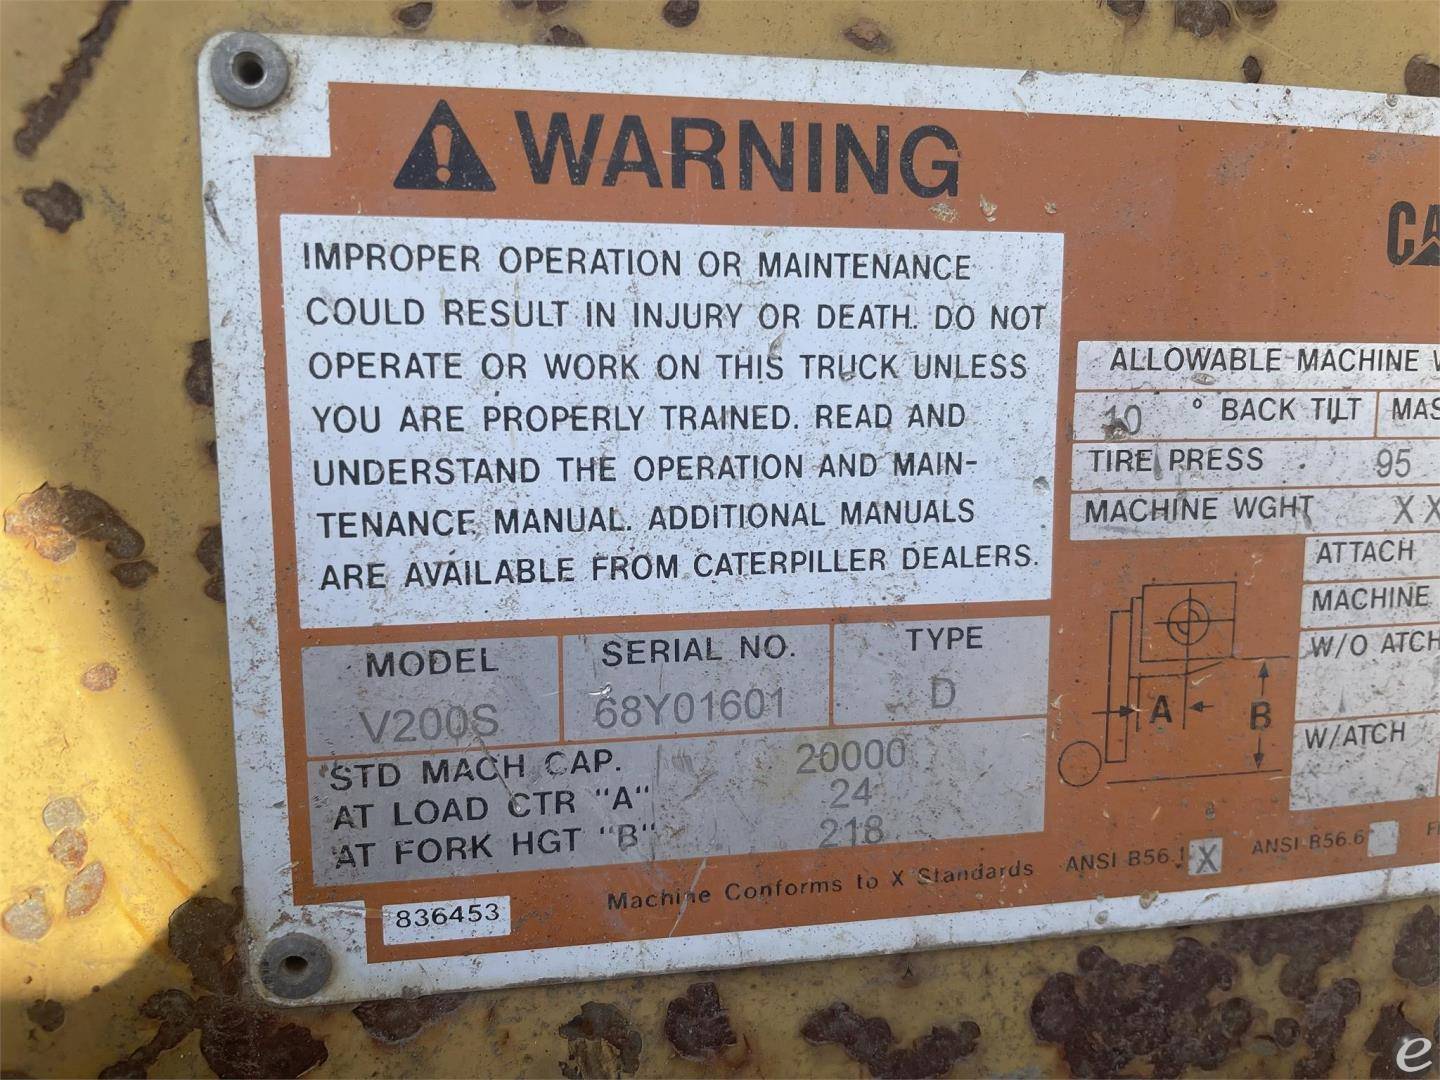 WARNING
IMPROPER OPERATION OR MAINTENANCE
COULD RESULT IN INJURY OR DEATH. DO NOT
OPERATE OR WORK ON THIS TRUCK UNLESS
YOU ARE PROPERLY TRAINED. READ AND
UNDERSTAND THE OPERATION AND MAIN-
TENANCE MANUAL. ADDITIONAL MANUALS
ARE AVAILABLE FROM CATERPILLER DEALERS.
MODEL SERIAL NO. TYPE
V200S 68Y01601 D
STD MACH CAP. 20000
AT LOAD CTR "A" 24
AT FORK HGT "B" 218
836453
Machine Conforms to X Standards ANSI B56.1 X ANSI B56.6
CA
ALLOWABLE MACHINE
10 ° BACK TILT MAS
TIRE PRESS 95
MACHINE WGHT XX
ATTACH
MACHINE
W/O ATCH
W/ATCH
A
B
e